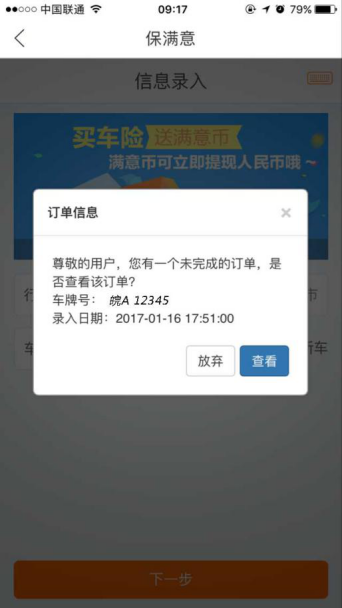 中国联通 09:17 79%
保满意
信息录入
买车险 送满意币
满意币可立即提现人民币哦~
订单信息 ×
尊敬的用户，您有一个未完成的订单，是
否查看该订单？
车牌号： 皖A 12345
录入日期：2017-01-16 17:51:00
行 市
放弃 查看
车 新车
下一步